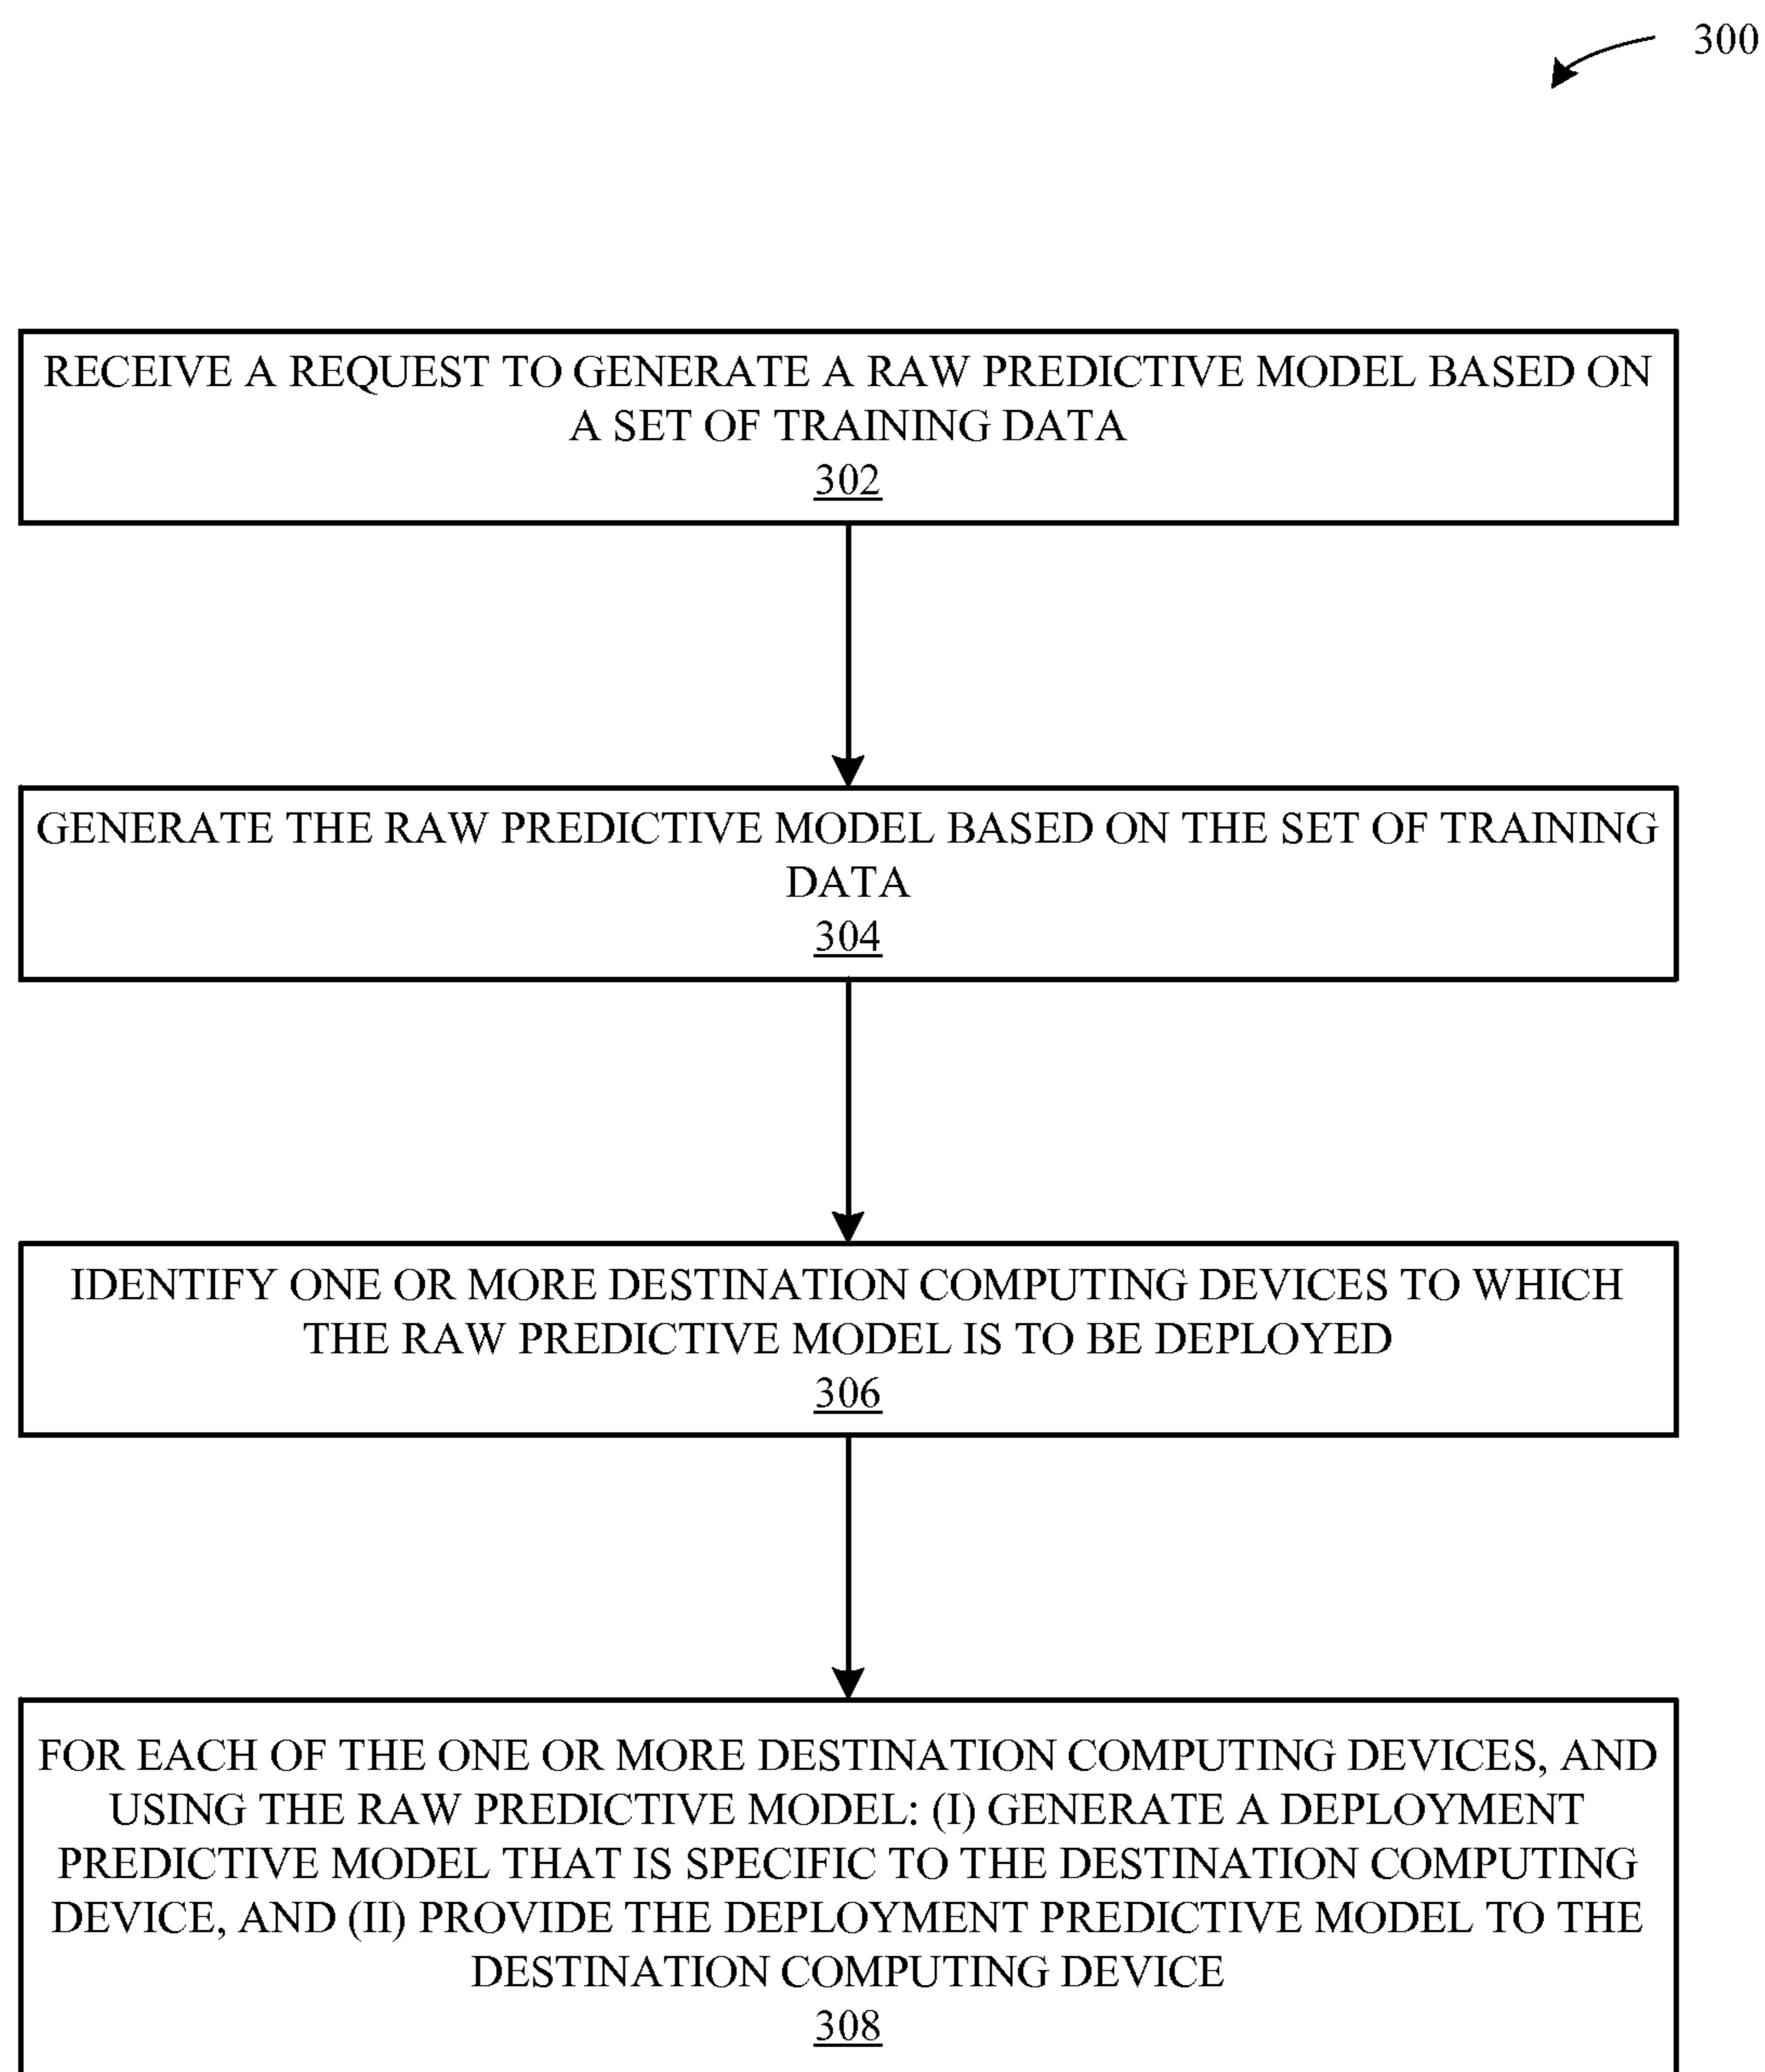 300
RECEIVE A REQUEST TO GENERATE A RAW PREDICTIVE MODEL BASED ON
A SET OF TRAINING DATA
302
GENERATE THE RAW PREDICTIVE MODEL BASED ON THE SET OF TRAINING
DATA
304
IDENTIFY ONE OR MORE DESTINATION COMPUTING DEVICES TO WHICH
THE RAW PREDICTIVE MODEL IS TO BE DEPLOYED
306
FOR EACH OF THE ONE OR MORE DESTINATION COMPUTING DEVICES, AND
USING THE RAW PREDICTIVE MODEL: (I) GENERATE A DEPLOYMENT
PREDICTIVE MODEL THAT IS SPECIFIC TO THE DESTINATION COMPUTING
DEVICE, AND (II) PROVIDE THE DEPLOYMENT PREDICTIVE MODEL TO THE
DESTINATION COMPUTING DEVICE
308